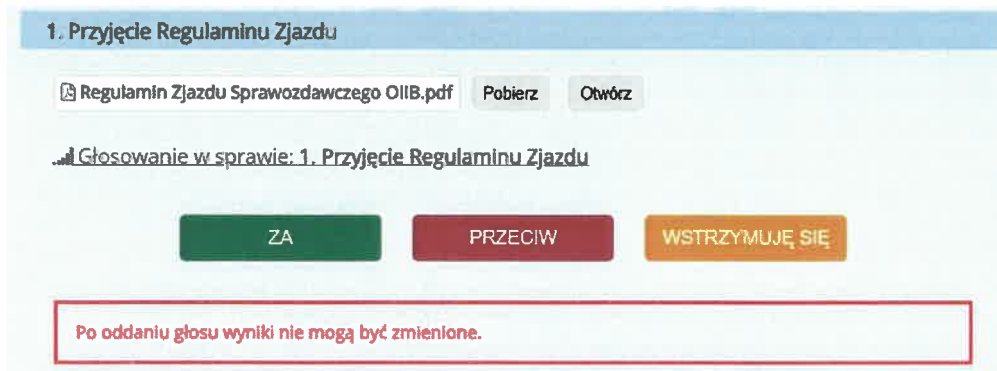 1. Przyjęcie Regulaminu Zjazdu
Regulamin Zjazdu Sprawozdawczego OIIB.pdf Pobierz Otwórz
Głosowanie w sprawie: 1. Przyjęcie Regulaminu Zjazdu
ZA PRZECIW WSTRZYMUJĘ SIĘ
Po oddaniu głosu wyniki nie mogą być zmienione.